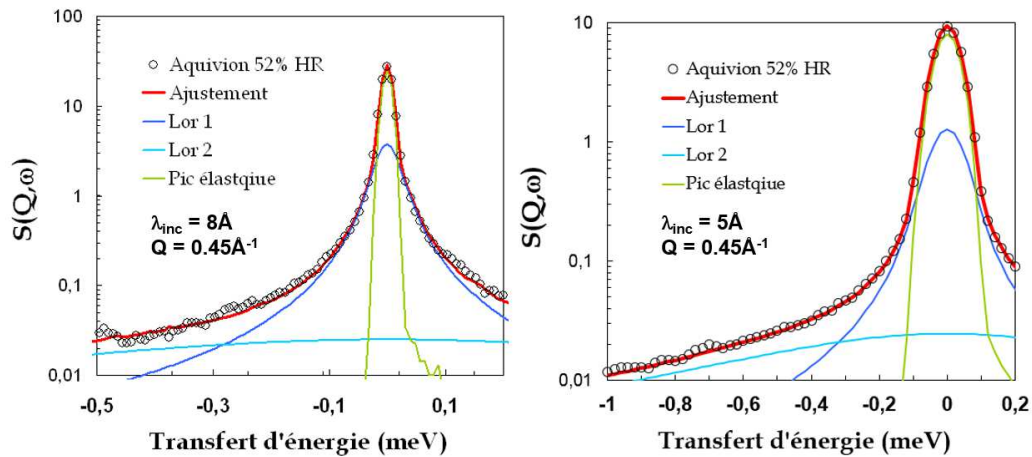 100
10
1
0,1
0,01
S(Q,ω)
Aquivion 52% HR
Ajustement
Lor 1
Lor 2
Pic élastqiue
λinc = 8Å
Q = 0.45Å-1
-0,5
-0,3
-0,1
0,1
Transfert d'énergie (meV)
10
1
0,1
0,01
S(Q,ω)
Aquivion 52% HR
Ajustement
Lor 1
Lor 2
Pic élastqiue
λinc = 5Å
Q = 0.45Å-1
-1
-0,8
-0,6
-0,4
-0,2
0
0,2
Transfert d'énergie (meV)